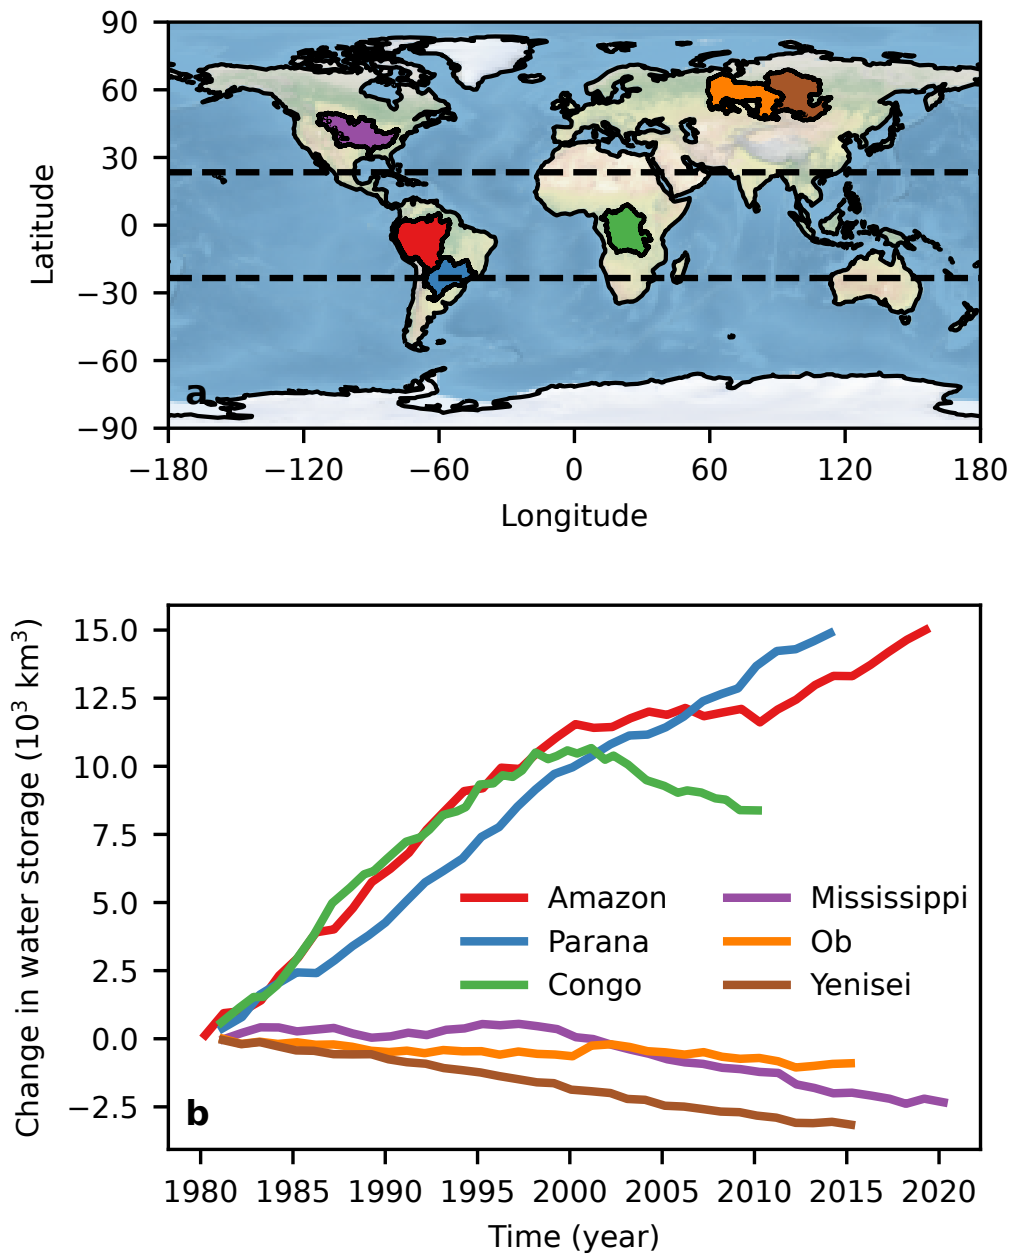 90
60
30
0
−30
−60
−90
Latitude
a
−180 −120 −60 0 60 120 180
Longitude
15.0
12.5
10.0
7.5
5.0
2.5
0.0
−2.5
Change in water storage (10³ km³)
Amazon Mississippi
Parana Ob
Congo Yenisei
b
1980 1985 1990 1995 2000 2005 2010 2015 2020
Time (year)